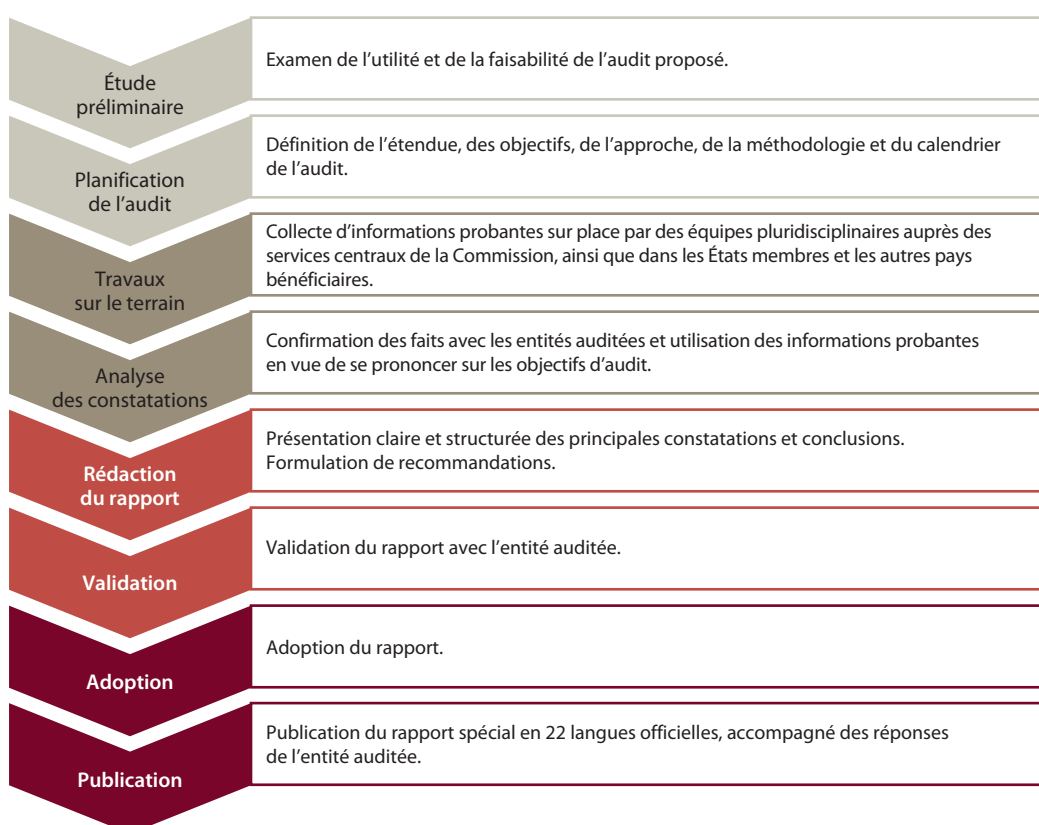 Étude
préliminaire
Examen de l’utilité et de la faisabilité de l’audit proposé.
Planification
de l’audit
Définition de l’étendue, des objectifs, de l’approche, de la méthodologie et du calendrier
de l’audit.
Travaux
sur le terrain
Collecte d’informations probantes sur place par des équipes pluridisciplinaires auprès des
services centraux de la Commission, ainsi que dans les États membres et les autres pays
bénéficiaires.
Analyse
des constatations
Confirmation des faits avec les entités auditées et utilisation des informations probantes
en vue de se prononcer sur les objectifs d’audit.
Rédaction
du rapport
Présentation claire et structurée des principales constatations et conclusions.
Formulation de recommandations.
Validation
Validation du rapport avec l’entité auditée.
Adoption
Adoption du rapport.
Publication
Publication du rapport spécial en 22 langues officielles, accompagné des réponses
de l’entité auditée.